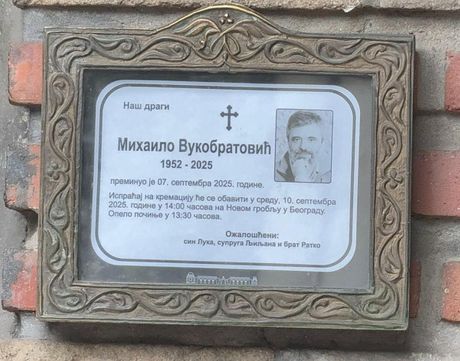 Наш драги
Михаило Вукобратовић
1952 - 2025
преминуо је 07. септембра 2025. године.
Испраћај на кремацију ће се обавити у среду, 10. септембра
2025. године у 14:00 часова на Новом гробљу у Београду.
Опело почиње у 13:30 часова.
Ожалошћени:
син Лука, супруга Љиљана и брат Ратко